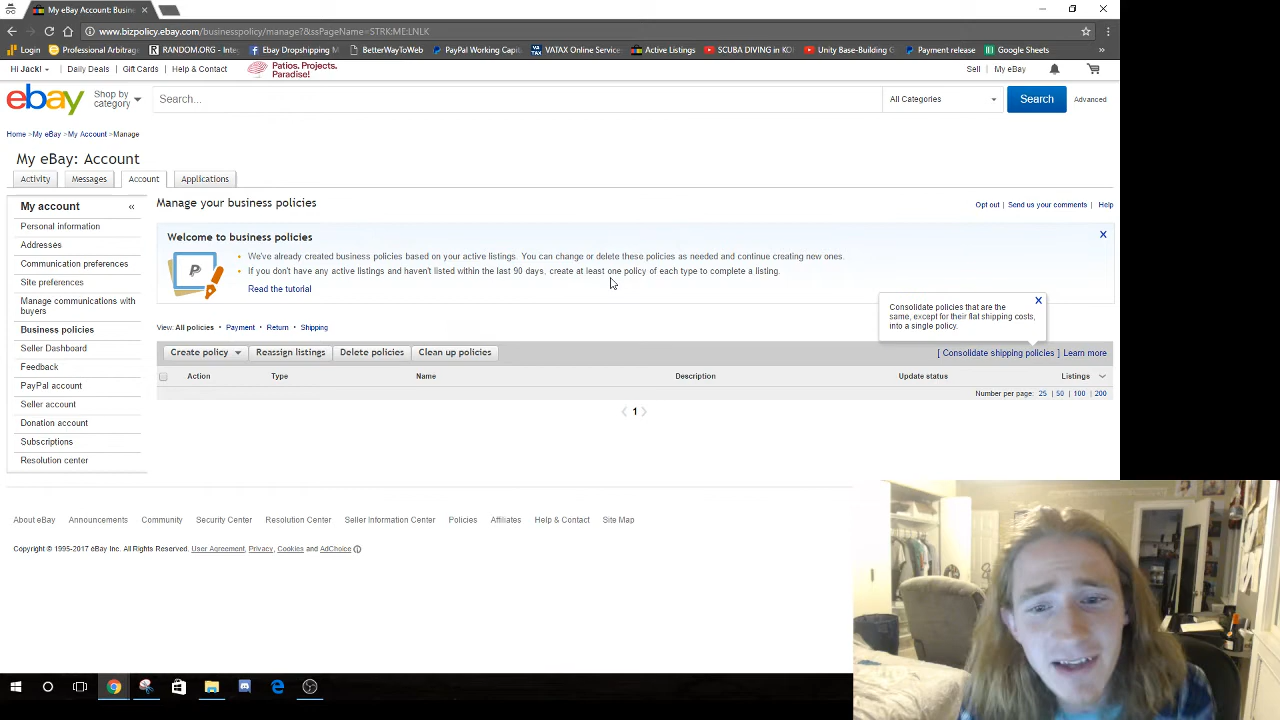 My eBay Account: Busin
www.bizpolicy.ebay.com/businesspolicy/manage?&ssPageName=STRK:ME:LNLK
Login
Professional Arbitrage
RANDOM.ORG - Integ
Ebay Dropshipping M
BetterWayToWeb
PayPal Working Capit
VATAX Online Service
Active Listings
SCUBA DIVING in KO
Unity Base-Building G
Payment release
Google Sheets
Hi Jack!
Daily Deals
Gift Cards
Help & Contact
Patios. Projects.
Paradise!
Sell
My eBay
ebay
Shop by
category
Search...
All Categories
Search
Advanced
Home >My eBay >My Account >Manage
My eBay: Account
Activity
Messages
Account
Applications
My account
Personal information
Addresses
Communication preferences
Site preferences
Manage communications with
buyers
Business policies
Seller Dashboard
Feedback
PayPal account
Seller account
Donation account
Subscriptions
Resolution center
Manage your business policies
Opt out | Send us your comments | Help
Welcome to business policies
We've already created business policies based on your active listings. You can change or delete these policies as needed and continue creating new ones.
If you don't have any active listings and haven't listed within the last 90 days, create at least one policy of each type to complete a listing.
Read the tutorial
Consolidate policies that are the
same, except for their flat shipping costs,
into a single policy.
View: All policies • Payment • Return • Shipping
Create policy
Reassign listings
Delete policies
Clean up policies
[ Consolidate shipping policies ] Learn more
Action
Type
Name
Description
Update status
Listings
Number per page: 25 | 50 | 100 | 200
1
About eBay
Announcements
Community
Security Center
Resolution Center
Seller Information Center
Policies
Affiliates
Help & Contact
Site Map
Copyright © 1995-2017 eBay Inc. All Rights Reserved. User Agreement, Privacy, Cookies and AdChoice